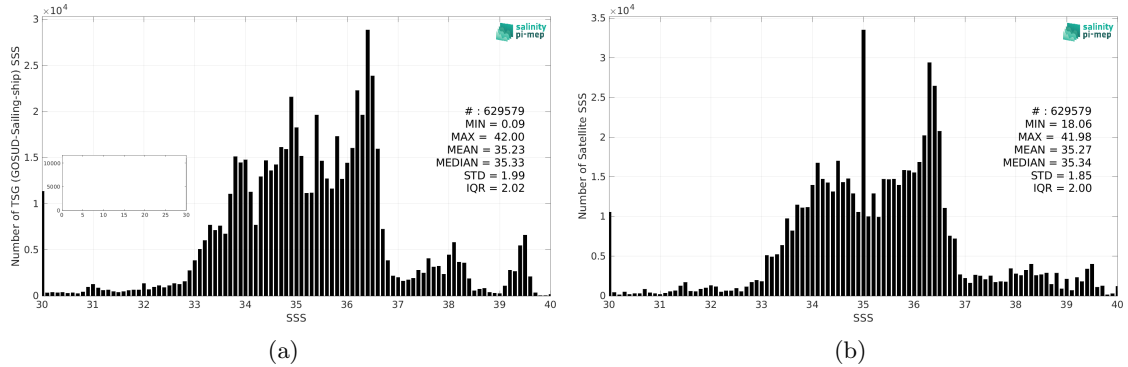 3 ×10⁴
2.5
2
1.5
1
0.5
0
Number of TSG (GOSUD-Sailing-ship) SSS
salinity
pi-mep
# : 629579
MIN = 0.09
MAX = 42.00
MEAN = 35.23
MEDIAN = 35.33
STD = 1.99
IQR = 2.02
10000
5000
0
0 5 10 15 20 25 30
30 31 32 33 34 35 36 37 38 39 40
SSS
(a)
3.5 ×10⁴
3
2.5
2
1.5
1
0.5
0
Number of Satellite SSS
salinity
pi-mep
# : 629579
MIN = 18.06
MAX = 41.98
MEAN = 35.27
MEDIAN = 35.34
STD = 1.85
IQR = 2.00
30 31 32 33 34 35 36 37 38 39 40
SSS
(b)